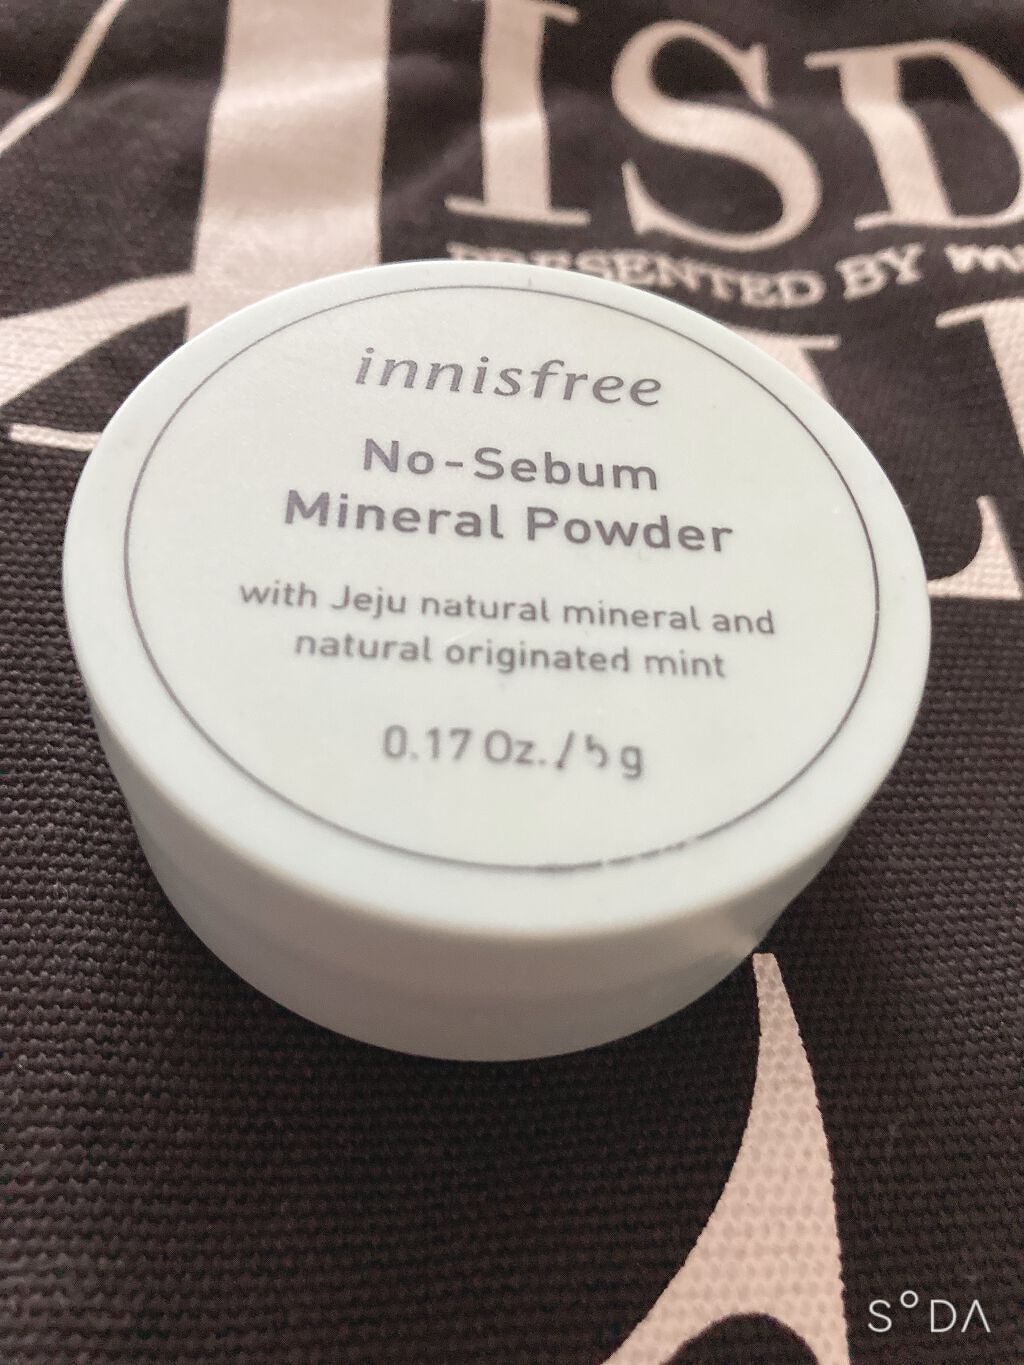 ISD
PRESENTED BY
innisfree
No-Sebum
Mineral Powder
with Jeju natural mineral and
natural originated mint
0.17 Oz. / 5 g
S°DA